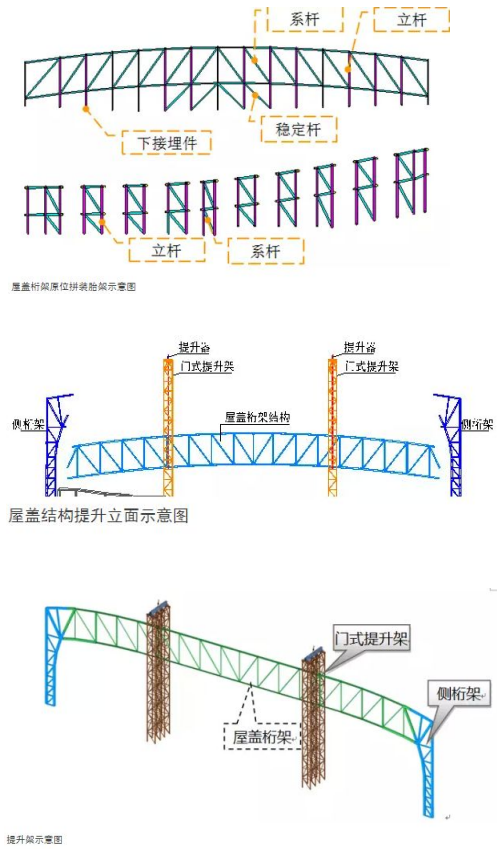 系杆
立杆
稳定杆
下接埋件
立杆
系杆
屋盖桁架原位拼装胎架示意图
提升器
提升器
门式提升架
门式提升架
屋盖桁架结构
侧桁架
侧桁架
屋盖结构提升立面示意图
门式提升架
侧桁架
屋盖桁架
提升架示意图